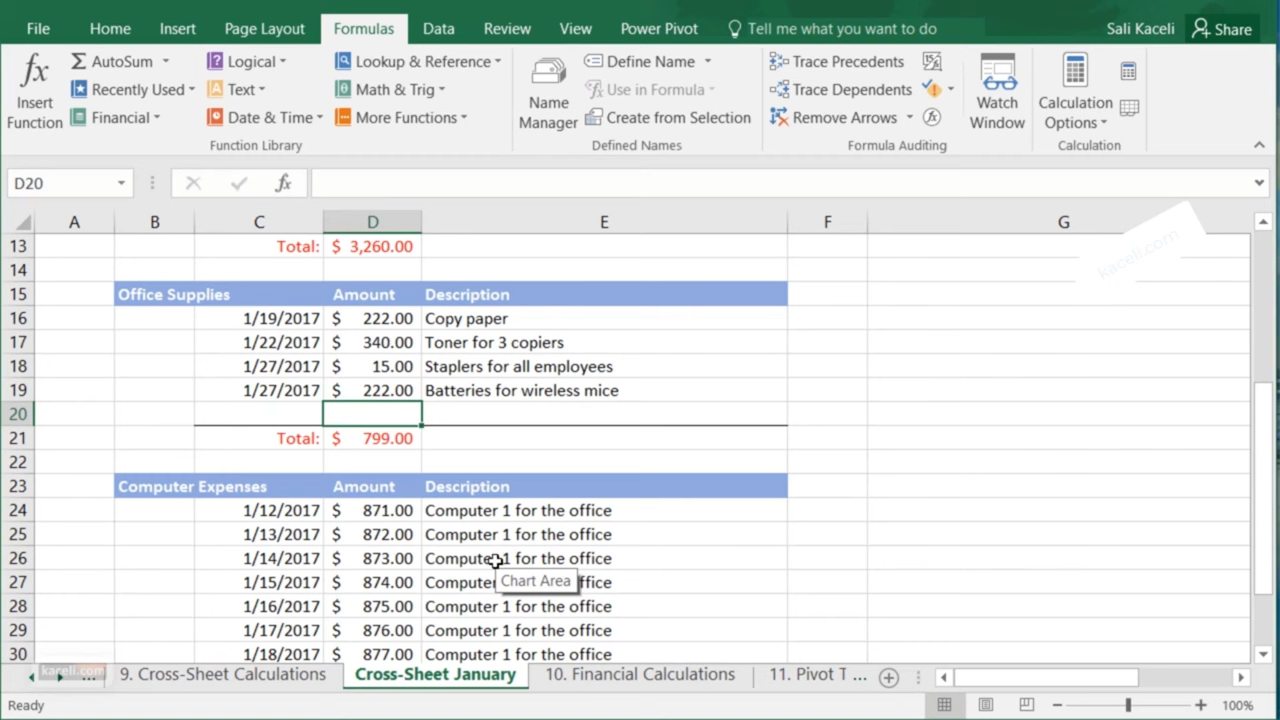 File Home Insert Page Layout Formulas Data Review View Power Pivot Tell me what you want to do Sali Kaceli Share
fx Insert Function
Σ AutoSum
Recently Used
Financial
Logical
Text
Date & Time
Lookup & Reference
Math & Trig
More Functions
Function Library
Name Manager
Define Name
Use in Formula
Create from Selection
Defined Names
Trace Precedents
Trace Dependents
Remove Arrows
Formula Auditing
Watch Window
Calculation Options
Calculation
D20 fx
A B C D E F G
kaceli.com
13 Total: $ 3,260.00
14
15 Office Supplies Amount Description
16 1/19/2017 $ 222.00 Copy paper
17 1/22/2017 $ 340.00 Toner for 3 copiers
18 1/27/2017 $ 15.00 Staplers for all employees
19 1/27/2017 $ 222.00 Batteries for wireless mice
20
21 Total: $ 799.00
22
23 Computer Expenses Amount Description
24 1/12/2017 $ 871.00 Computer 1 for the office
25 1/13/2017 $ 872.00 Computer 1 for the office
26 1/14/2017 $ 873.00 Computer 1 for the office
Chart Area
27 1/15/2017 $ 874.00 Computer ffice
28 1/16/2017 $ 875.00 Computer 1 for the office
29 1/17/2017 $ 876.00 Computer 1 for the office
30 1/18/2017 $ 877.00 Computer 1 for the office
kaceli.com
... 9. Cross-Sheet Calculations Cross-Sheet January 10. Financial Calculations 11. Pivot T ...
Ready 100%